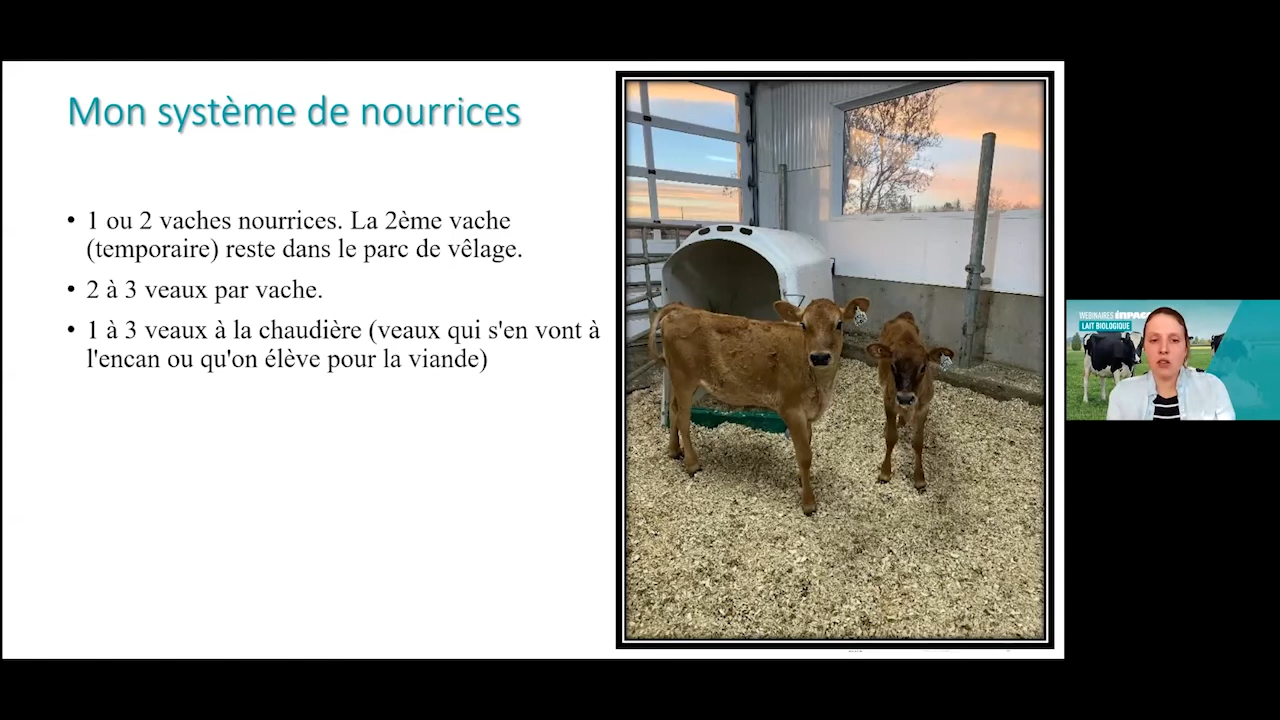 Mon système de nourrices
• 1 ou 2 vaches nourrices. La 2ème vache
(temporaire) reste dans le parc de vêlage.
• 2 à 3 veaux par vache.
• 1 à 3 veaux à la chaudière (veaux qui s'en vont à
l'encan ou qu'on élève pour la viande)
WEBINAIRES
LAIT BIOLOGIQUE